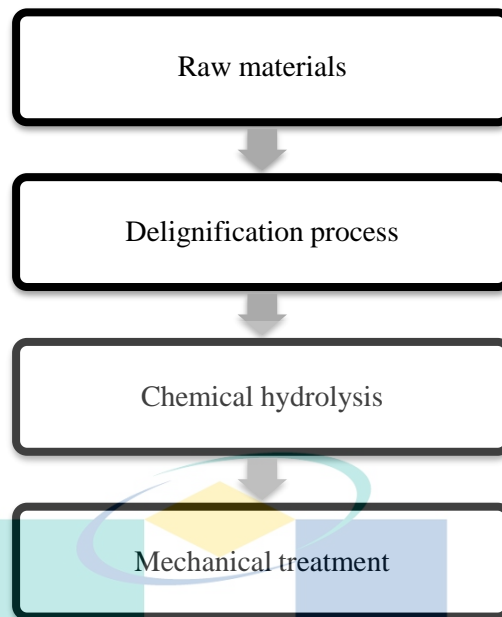 Raw materials
Delignification process
Chemical hydrolysis
Mechanical treatment